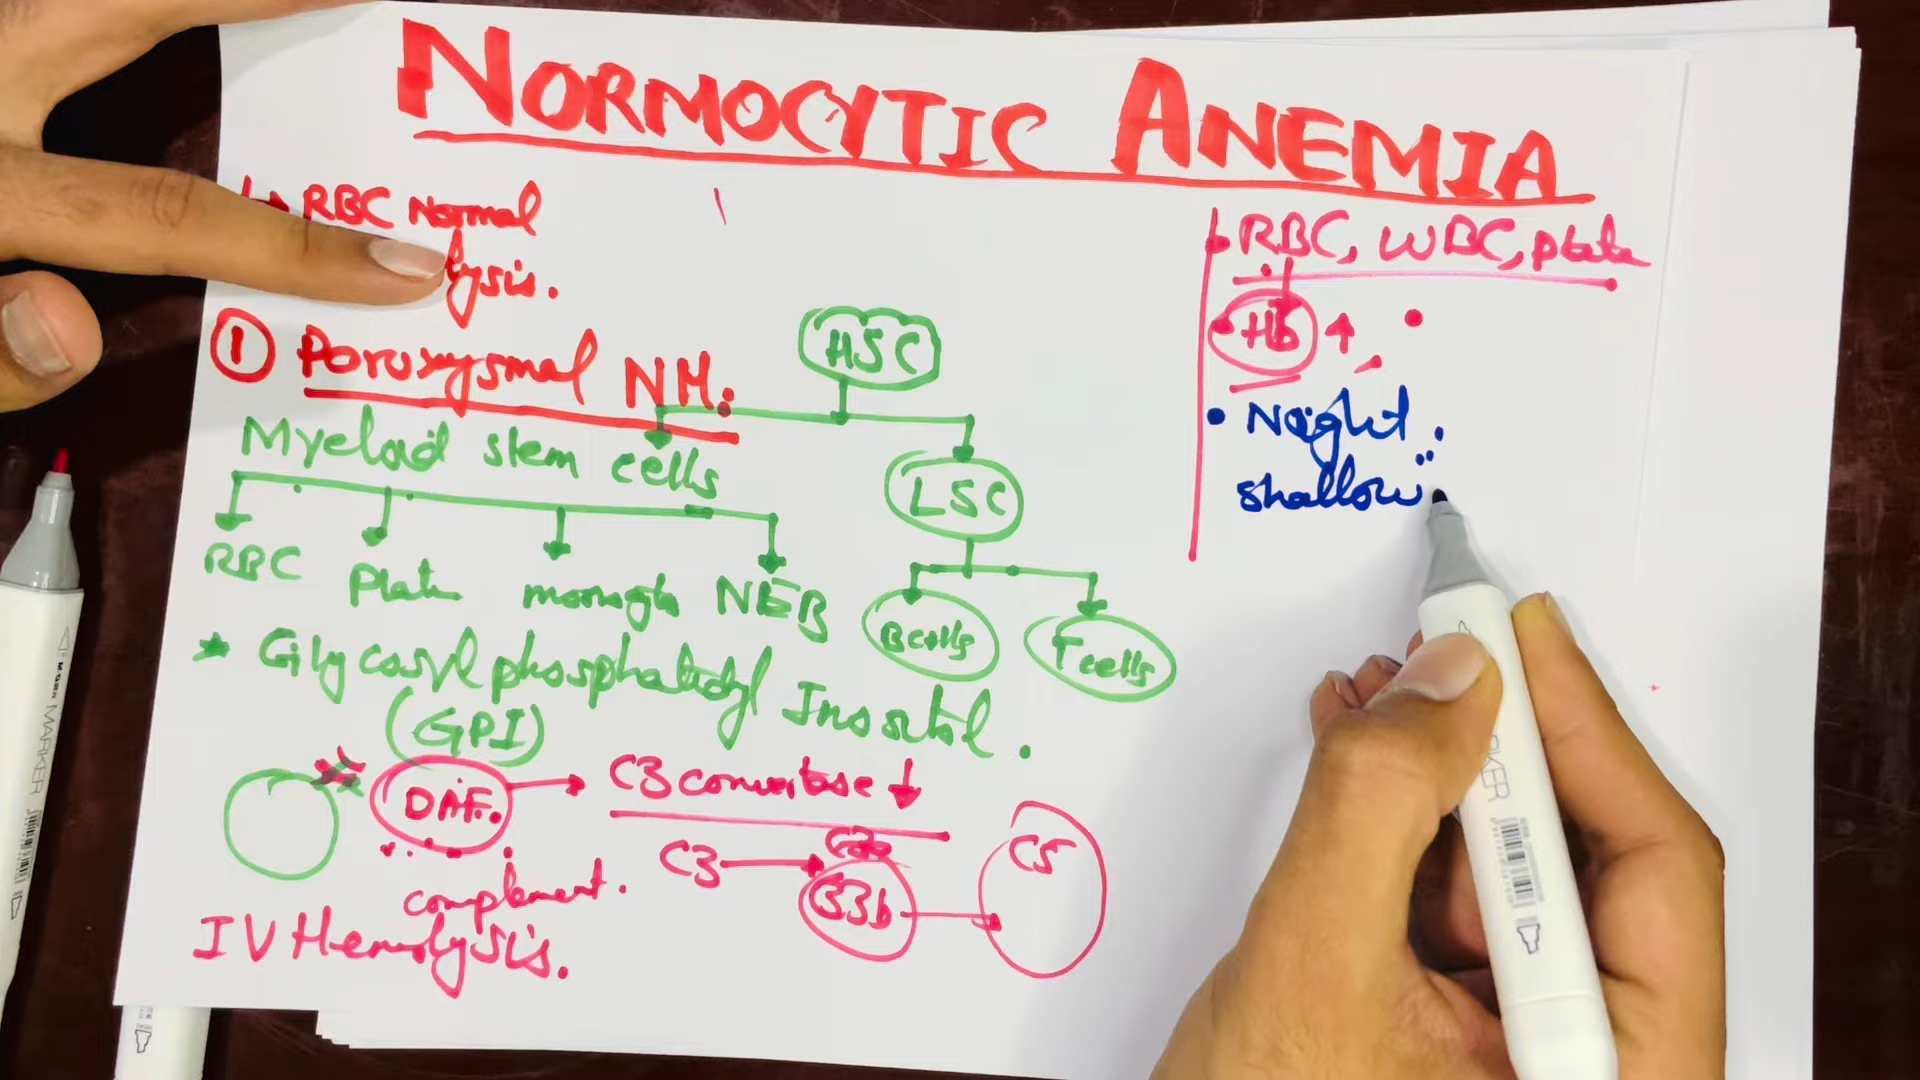 NORMOCYTIC ANEMIA
RBC Normal
lysis.
① Paroxysmal NH.
HSC
Myeloid stem cells
LSC
RBC Plate NEB
B cells T cells
* Glycosyl phosphatidyl Inositol.
(GPI)
DAF. C3 convertase ↓
C3 C3b C5
complement.
IV Hemolysis.
RBC, WBC, plate
• Hb ↑
• Night
shallow
MARKER